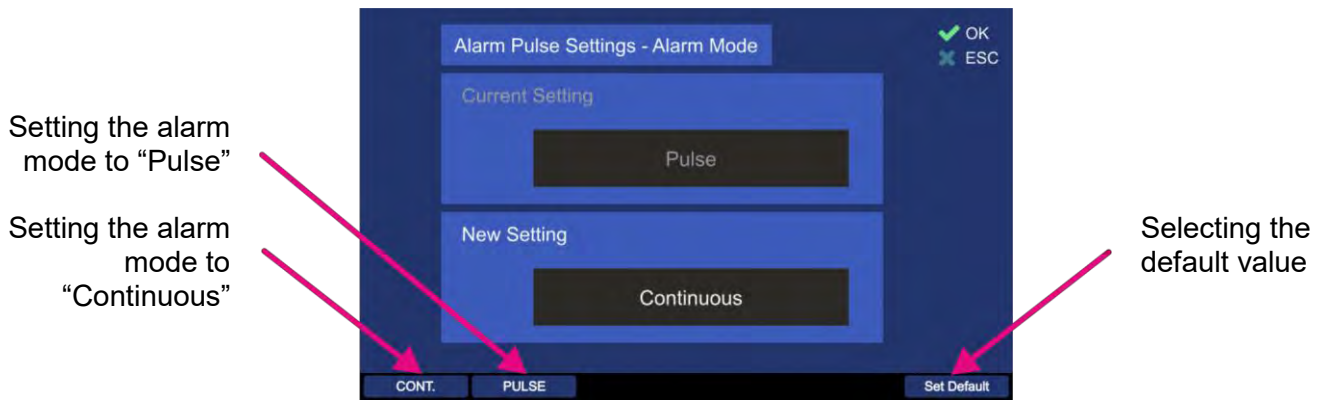 Alarm Pulse Settings - Alarm Mode
OK
ESC
Current Setting
Pulse
Setting the alarm
mode to “Pulse”
Setting the alarm
mode to
“Continuous”
New Setting
Continuous
Selecting the
default value
CONT.
PULSE
Set Default